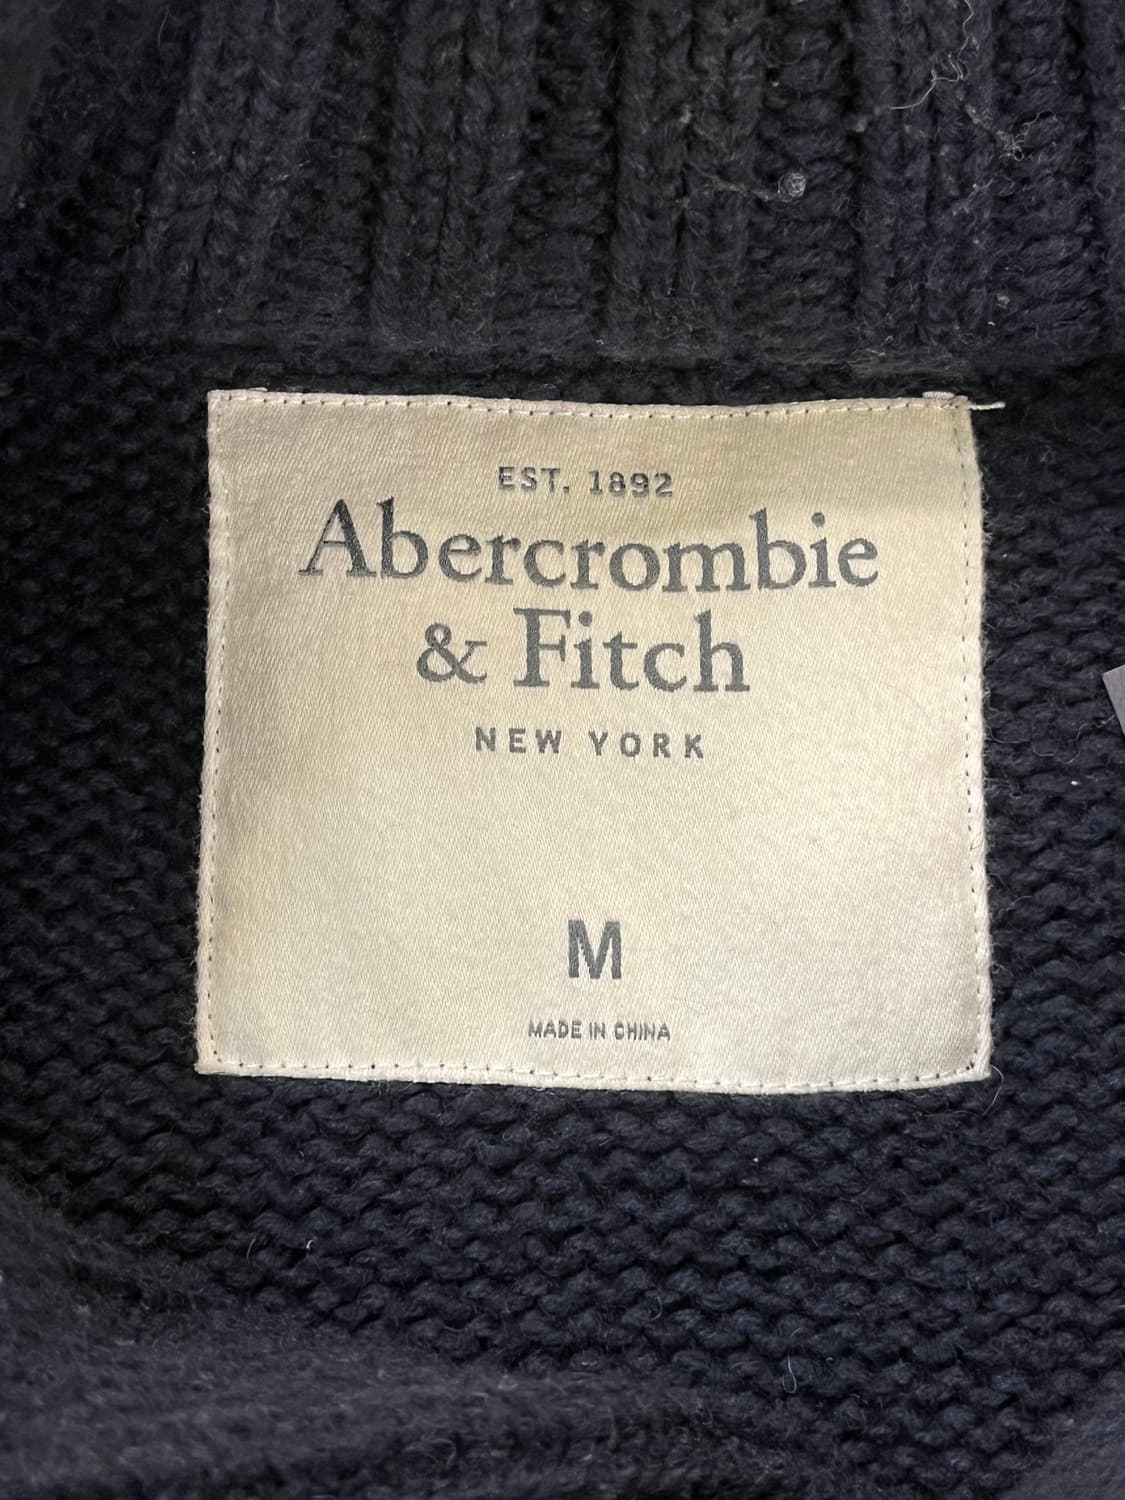 EST. 1892
Abercrombie
& Fitch
NEW YORK
M
MADE IN CHINA